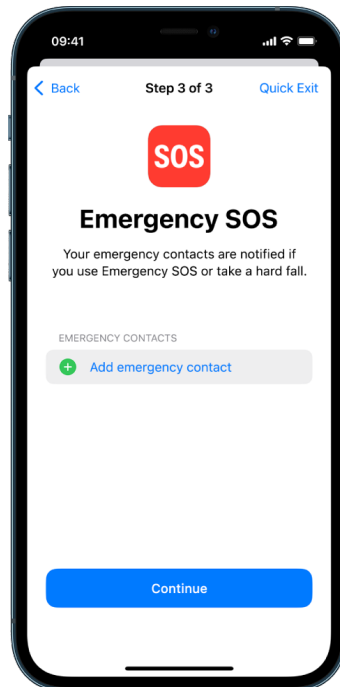 09:41
Back
Step 3 of 3
Quick Exit
SOS
Emergency SOS
Your emergency contacts are notified if
you use Emergency SOS or take a hard fall.
EMERGENCY CONTACTS
Add emergency contact
Continue